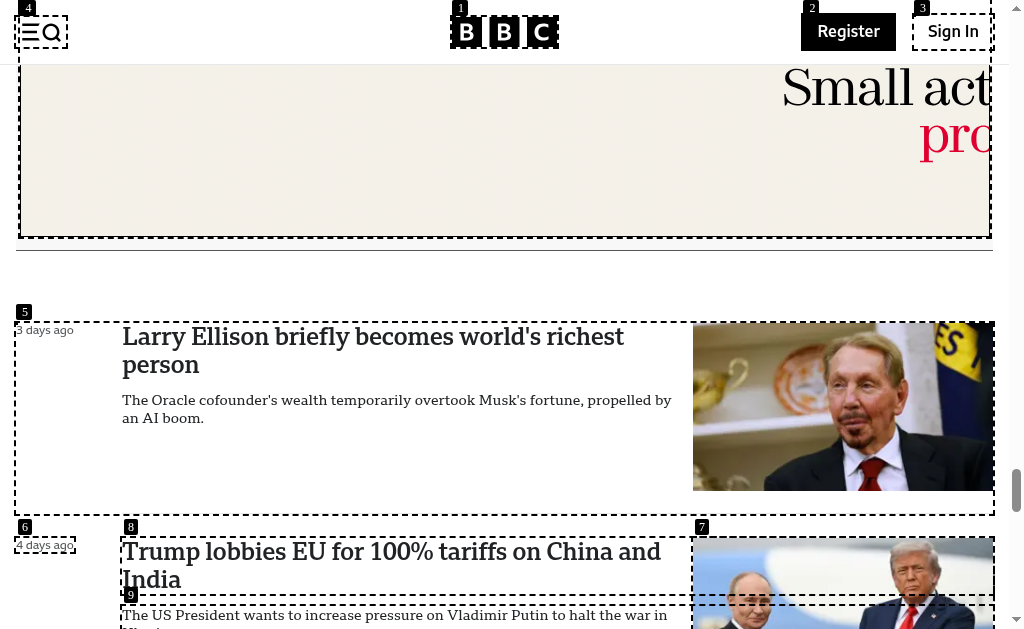 4
1
2
3
BBC
Register
Sign In
Small act
pro
5
3 days ago
Larry Ellison briefly becomes world's richest
person
The Oracle cofounder's wealth temporarily overtook Musk's fortune, propelled by
an AI boom.
6
8
7
4 days ago
Trump lobbies EU for 100% tariffs on China and
India
9
The US President wants to increase pressure on Vladimir Putin to halt the war in